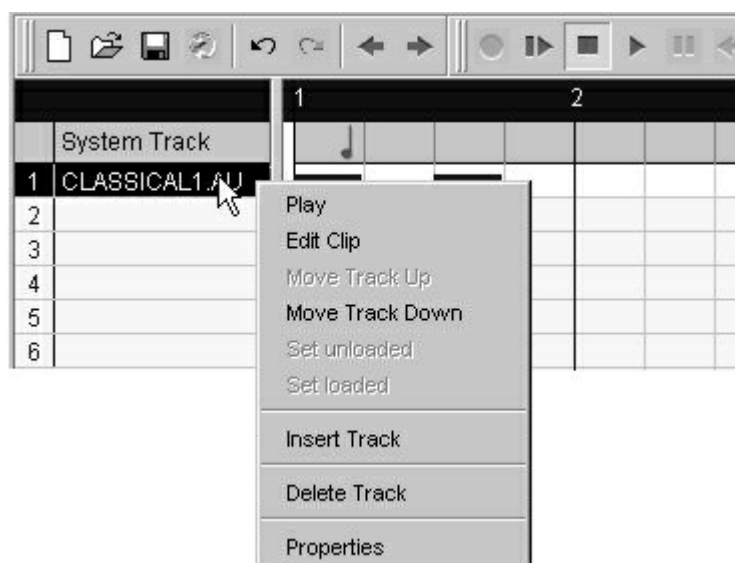 1 2
System Track
1 CLASSICAL1.AU
2
3
4
5
6
Play
Edit Clip
Move Track Up
Move Track Down
Set unloaded
Set loaded
Insert Track
Delete Track
Properties